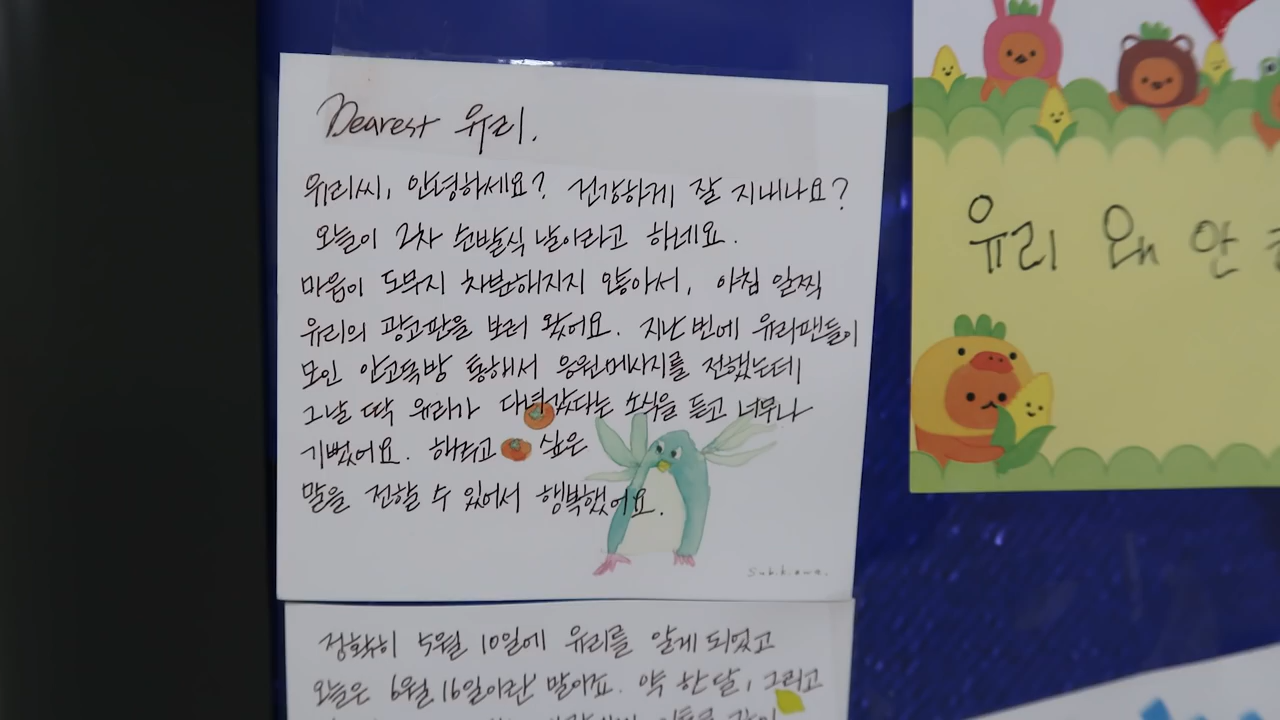 Dearest 유리.
유리씨, 안녕하세요? 건강하게 잘 지내나요?
오늘이 2차 순발식 날이라고 하네요.
마음이 도무지 차분해지지 않아서, 아침 일찍
유리의 광고판을 보러 왔어요. 지난 번에 유리팬들이
모인 안고독방 통해서 응원메시지를 전했는데
그날 딱 유리가 다녀갔다는 소식을 듣고 너무나
기뻤어요. 해주고 싶은
말을 전할 수 있어서 행복했어요.
정확히 5월 10일에 유리를 알게 되었고
오늘은 6월 16일이란 말이죠. 약 한 달, 그리고
유리 왜 안